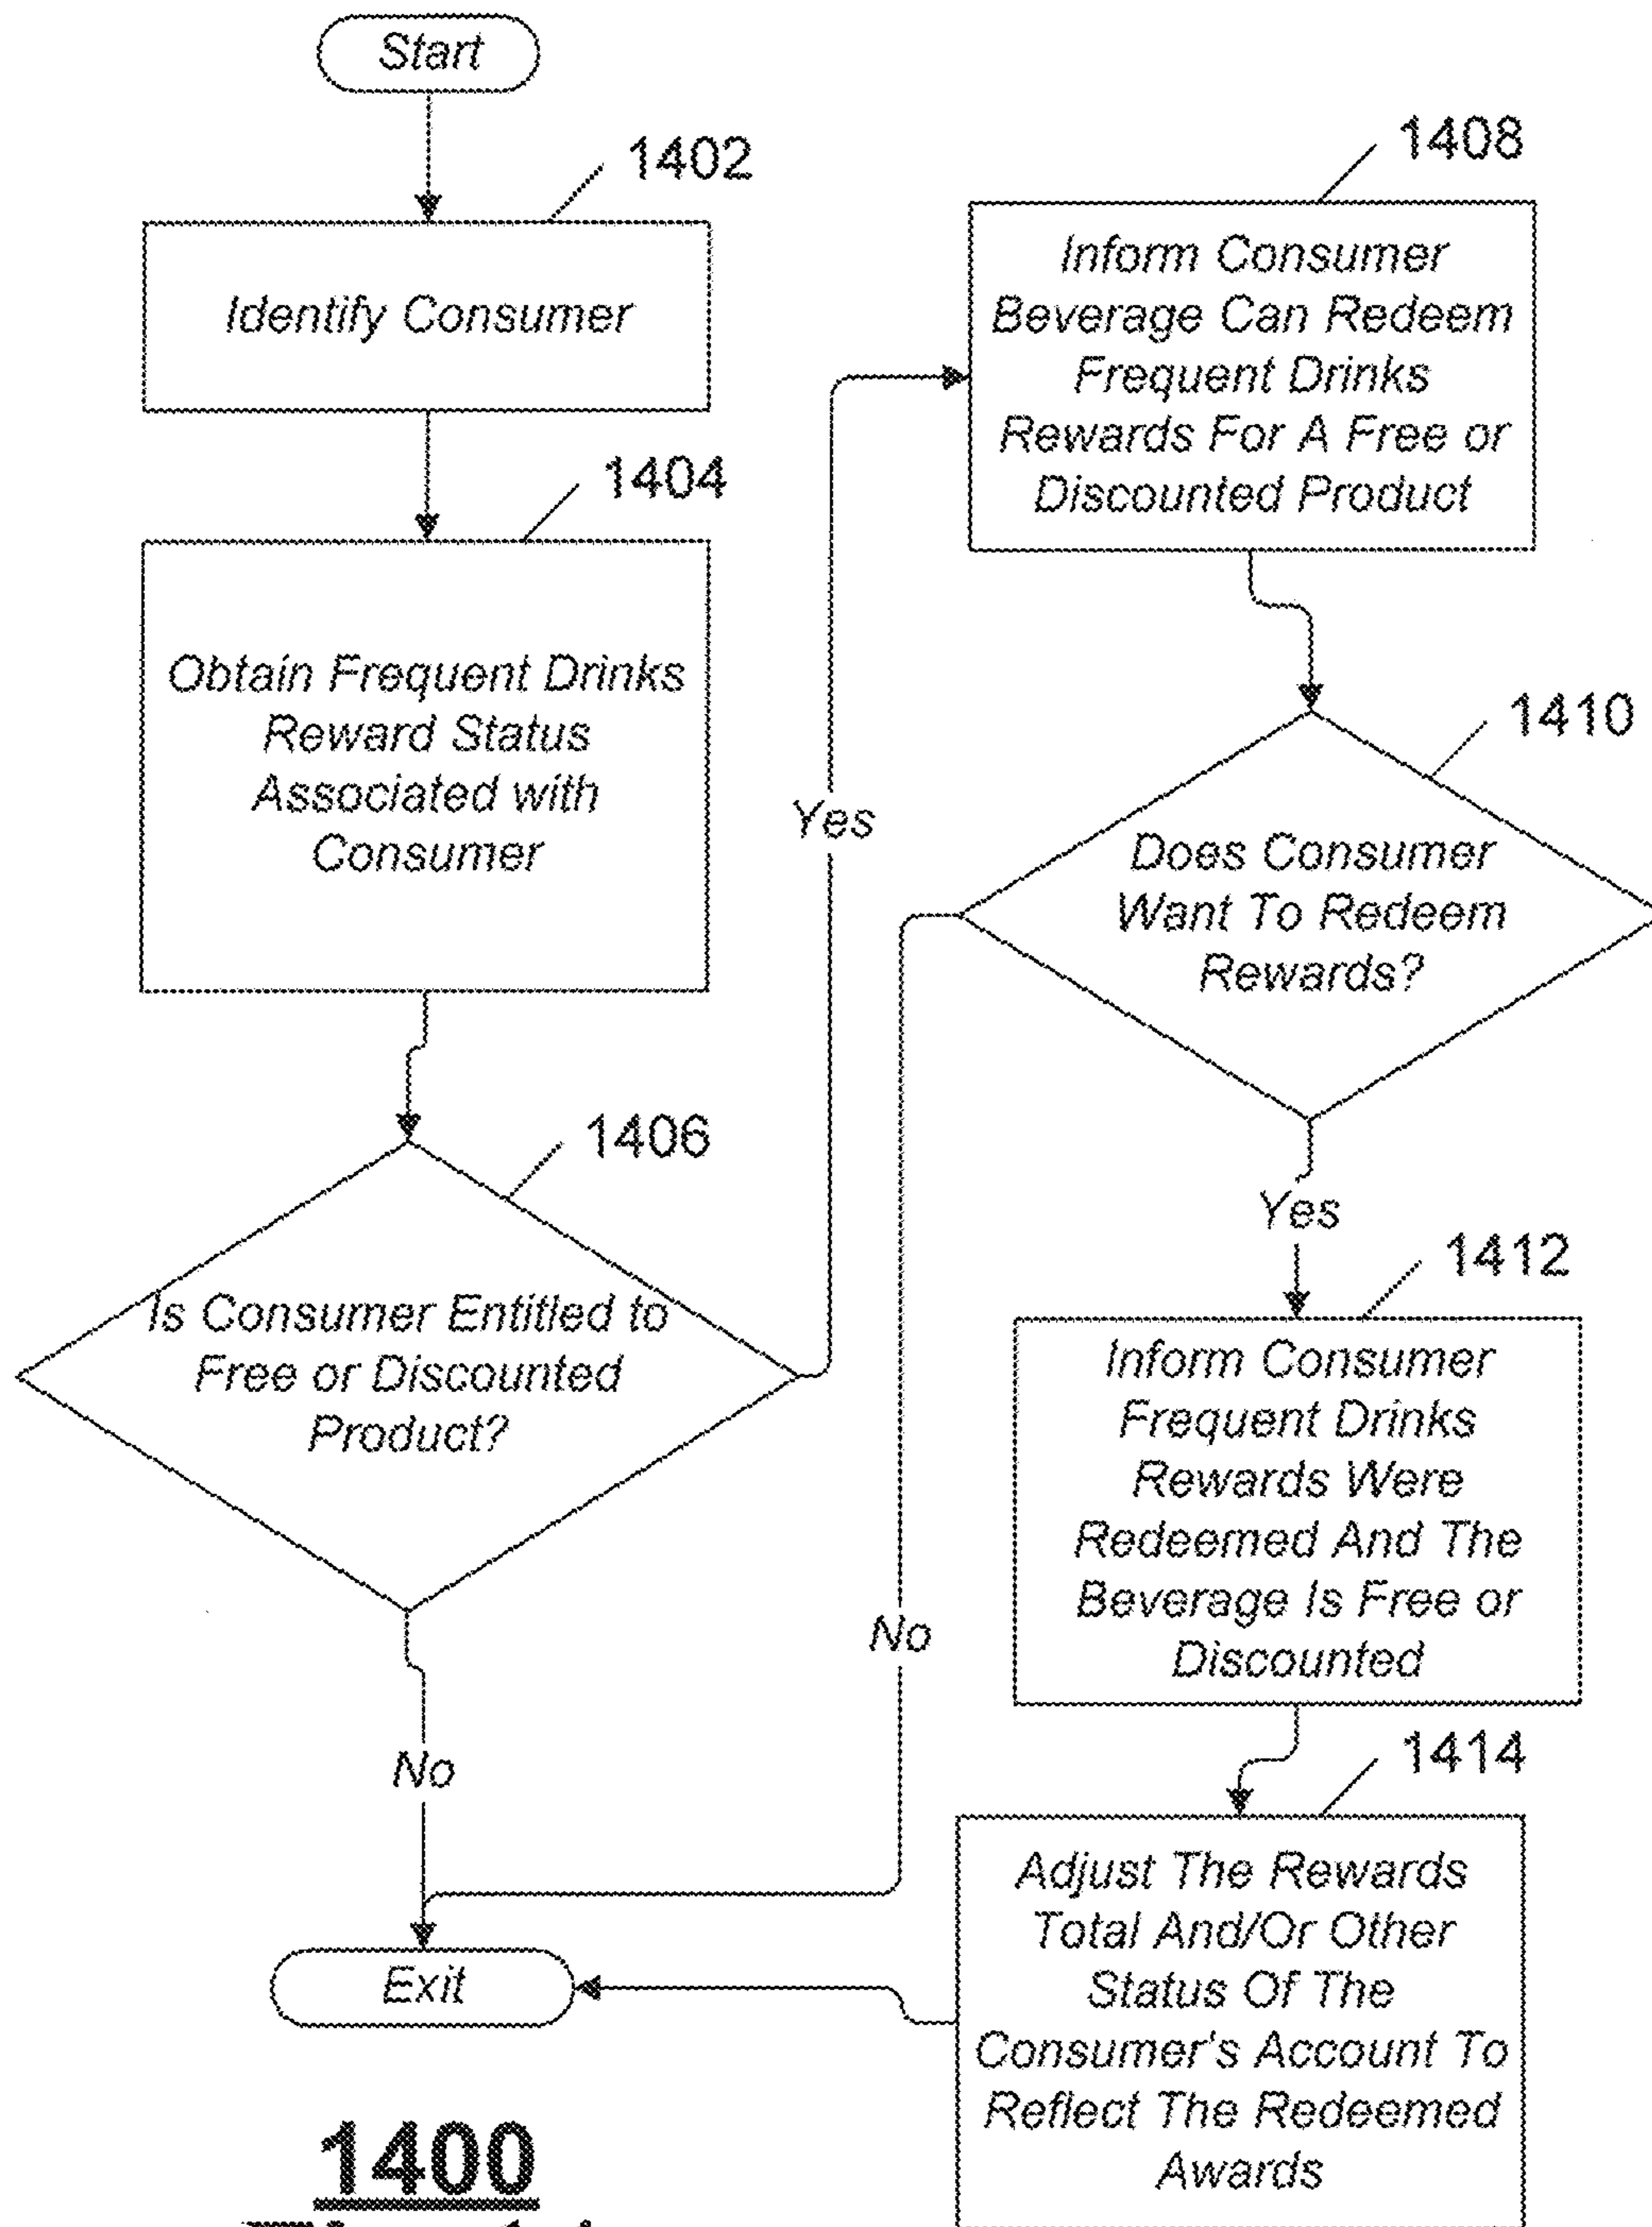 Start
1402
Identify Consumer
1404
Obtain Frequent Drinks
Reward Status
Associated with
Consumer
1406
Is Consumer Entitled to
Free or Discounted
Product?
No
Yes
1408
Inform Consumer
Beverage Can Redeem
Frequent Drinks
Rewards For A Free or
Discounted Product
1410
Does Consumer
Want To Redeem
Rewards?
No
Yes
1412
Inform Consumer
Frequent Drinks
Rewards Were
Redeemed And The
Beverage Is Free or
Discounted
1414
Adjust The Rewards
Total And/Or Other
Status Of The
Consumer's Account To
Reflect The Redeemed
Awards
Exit
1400